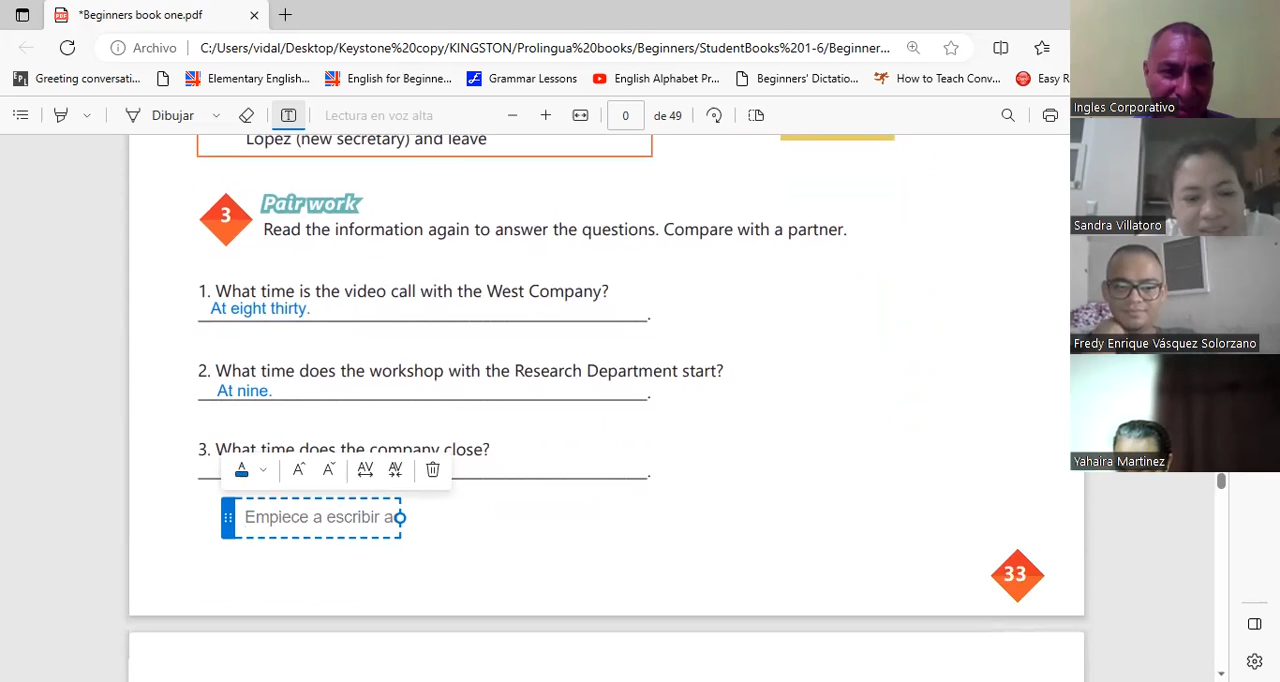 *Beginners book one.pdf
Archivo
C:/Users/vidal/Desktop/Keystone%20copy/KINGSTON/Prolingua%20books/Beginners/StudentBooks%201-6/Beginner...
Greeting conversati...
Elementary English...
English for Beginne...
Grammar Lessons
English Alphabet Pr...
Beginners' Dictatio...
How to Teach Conv...
Easy R
Dibujar
Lectura en voz alta
0 de 49
Lopez (new secretary) and leave
3 Pair work
Read the information again to answer the questions. Compare with a partner.
1. What time is the video call with the West Company?
At eight thirty.
2. What time does the workshop with the Research Department start?
At nine.
3. What time does the company close?
Empiece a escribir a
33
Ingles Corporativo
Sandra Villatoro
Fredy Enrique Vásquez Solorzano
Yahaira Martinez